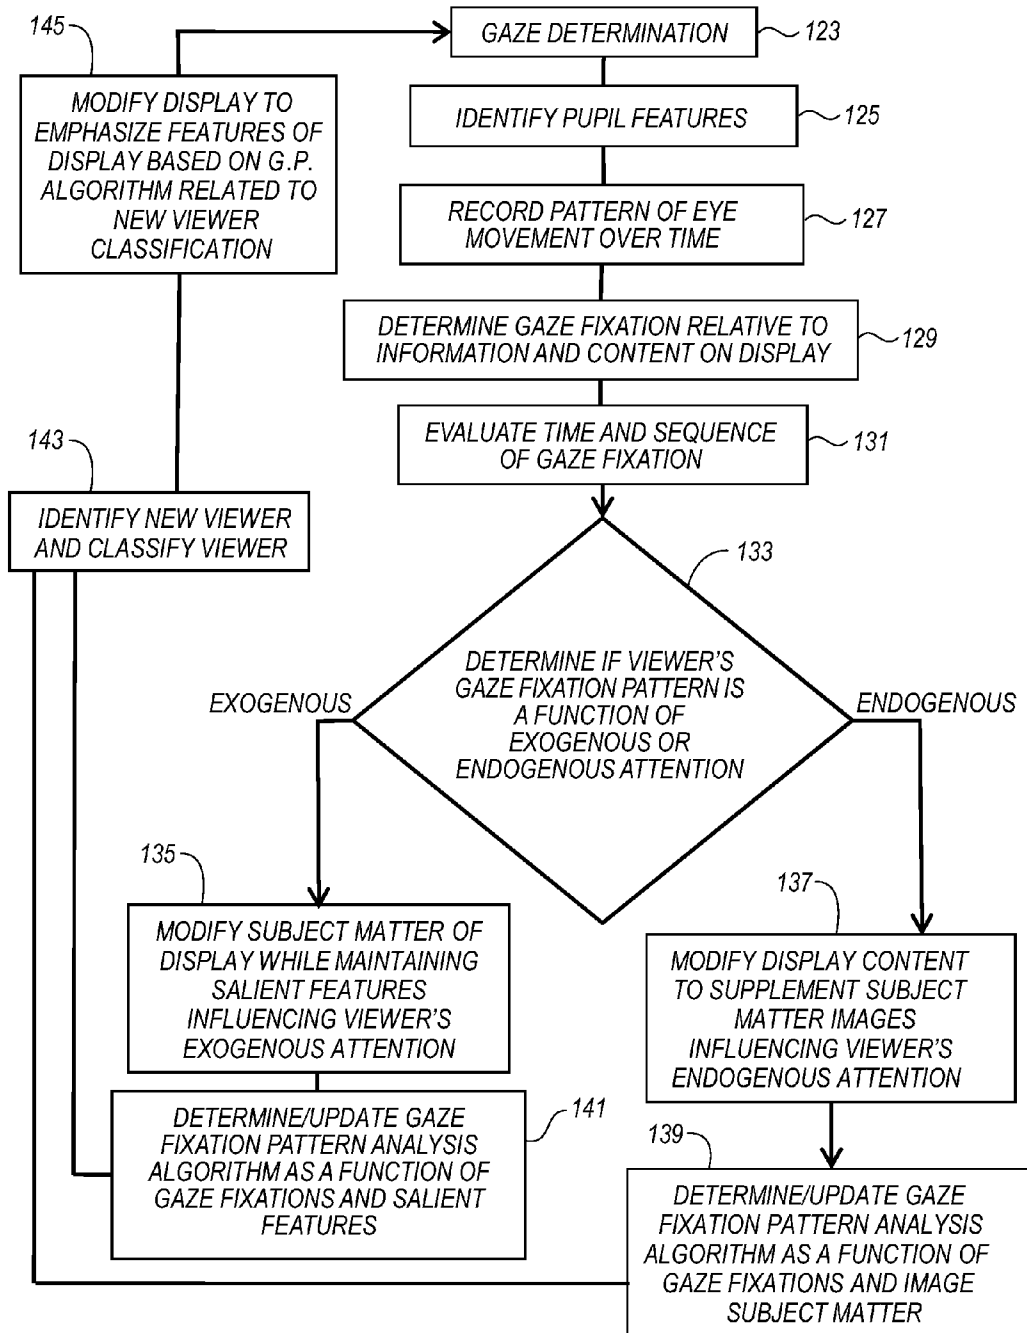 145
MODIFY DISPLAY TO
EMPHASIZE FEATURES OF
DISPLAY BASED ON G.P.
ALGORITHM RELATED TO
NEW VIEWER
CLASSIFICATION
GAZE DETERMINATION
123
IDENTIFY PUPIL FEATURES
125
RECORD PATTERN OF EYE
MOVEMENT OVER TIME
127
DETERMINE GAZE FIXATION RELATIVE TO
INFORMATION AND CONTENT ON DISPLAY
129
EVALUATE TIME AND SEQUENCE
OF GAZE FIXATION
131
143
IDENTIFY NEW VIEWER
AND CLASSIFY VIEWER
133
DETERMINE IF VIEWER'S
GAZE FIXATION PATTERN IS
A FUNCTION OF
EXOGENOUS OR
ENDOGENOUS ATTENTION
EXOGENOUS
ENDOGENOUS
135
MODIFY SUBJECT MATTER OF
DISPLAY WHILE MAINTAINING
SALIENT FEATURES
INFLUENCING VIEWER'S
EXOGENOUS ATTENTION
137
MODIFY DISPLAY CONTENT
TO SUPPLEMENT SUBJECT
MATTER IMAGES
INFLUENCING VIEWER'S
ENDOGENOUS ATTENTION
141
DETERMINE/UPDATE GAZE
FIXATION PATTERN ANALYSIS
ALGORITHM AS A FUNCTION OF
GAZE FIXATIONS AND SALIENT
FEATURES
139
DETERMINE/UPDATE GAZE
FIXATION PATTERN ANALYSIS
ALGORITHM AS A FUNCTION OF
GAZE FIXATIONS AND IMAGE
SUBJECT MATTER